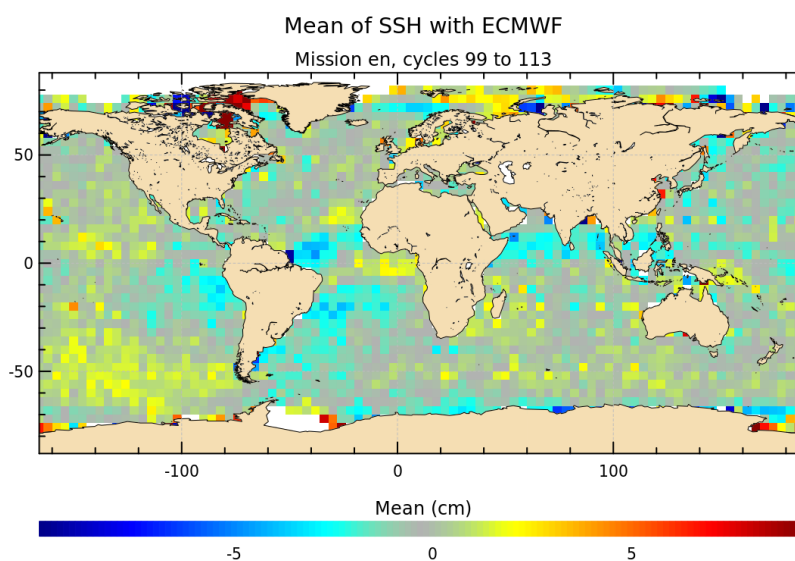 Mean of SSH with ECMWF
Mission en, cycles 99 to 113
50
0
-50
-100 0 100
Mean (cm)
-5 0 5